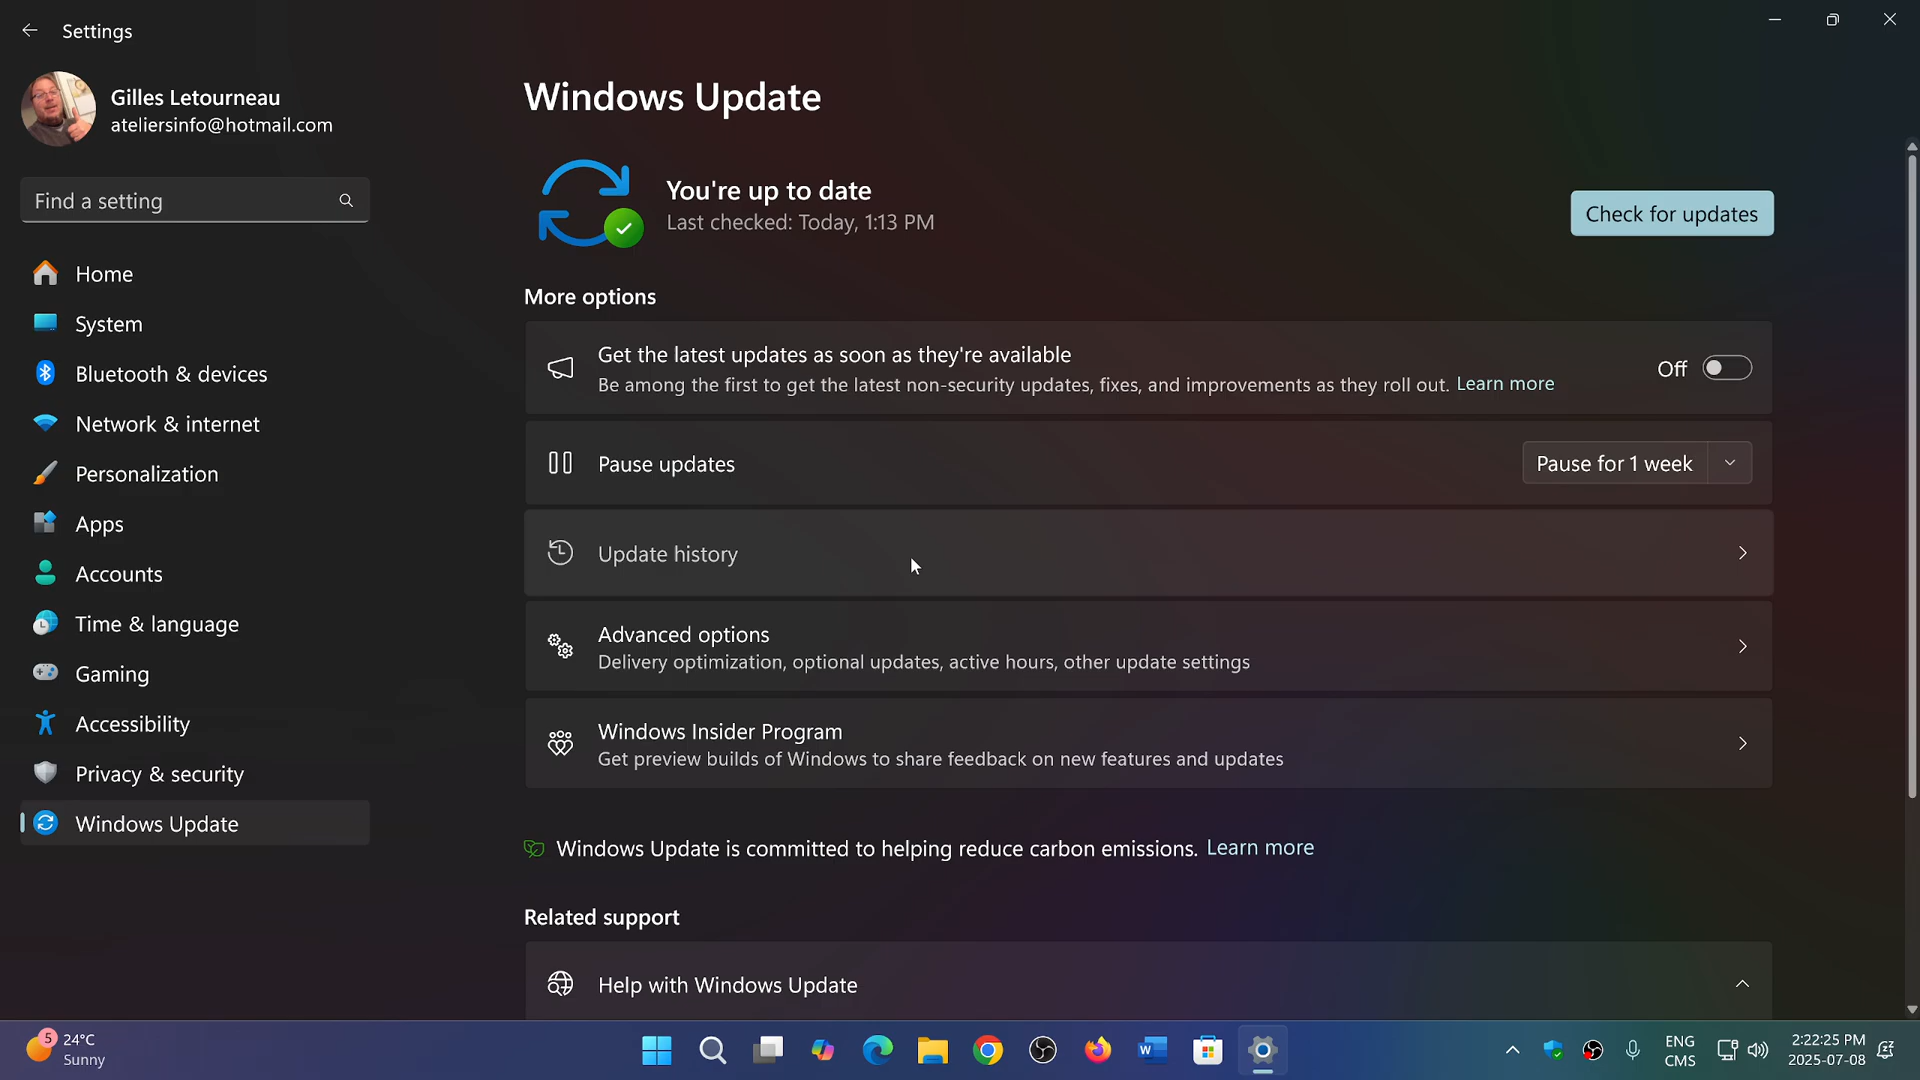 Settings
Gilles Letourneau
ateliersinfo@hotmail.com
Find a setting
Home
System
Bluetooth & devices
Network & internet
Personalization
Apps
Accounts
Time & language
Gaming
Accessibility
Privacy & security
Windows Update
Windows Update
You're up to date
Last checked: Today, 1:13 PM
Check for updates
More options
Get the latest updates as soon as they're available
Be among the first to get the latest non-security updates, fixes, and improvements as they roll out. Learn more
Off
Pause updates
Pause for 1 week
Update history
Advanced options
Delivery optimization, optional updates, active hours, other update settings
Windows Insider Program
Get preview builds of Windows to share feedback on new features and updates
Windows Update is committed to helping reduce carbon emissions. Learn more
Related support
Help with Windows Update
5
24°C
Sunny
W
ENG
CMS
2:22:25 PM
2025-07-08